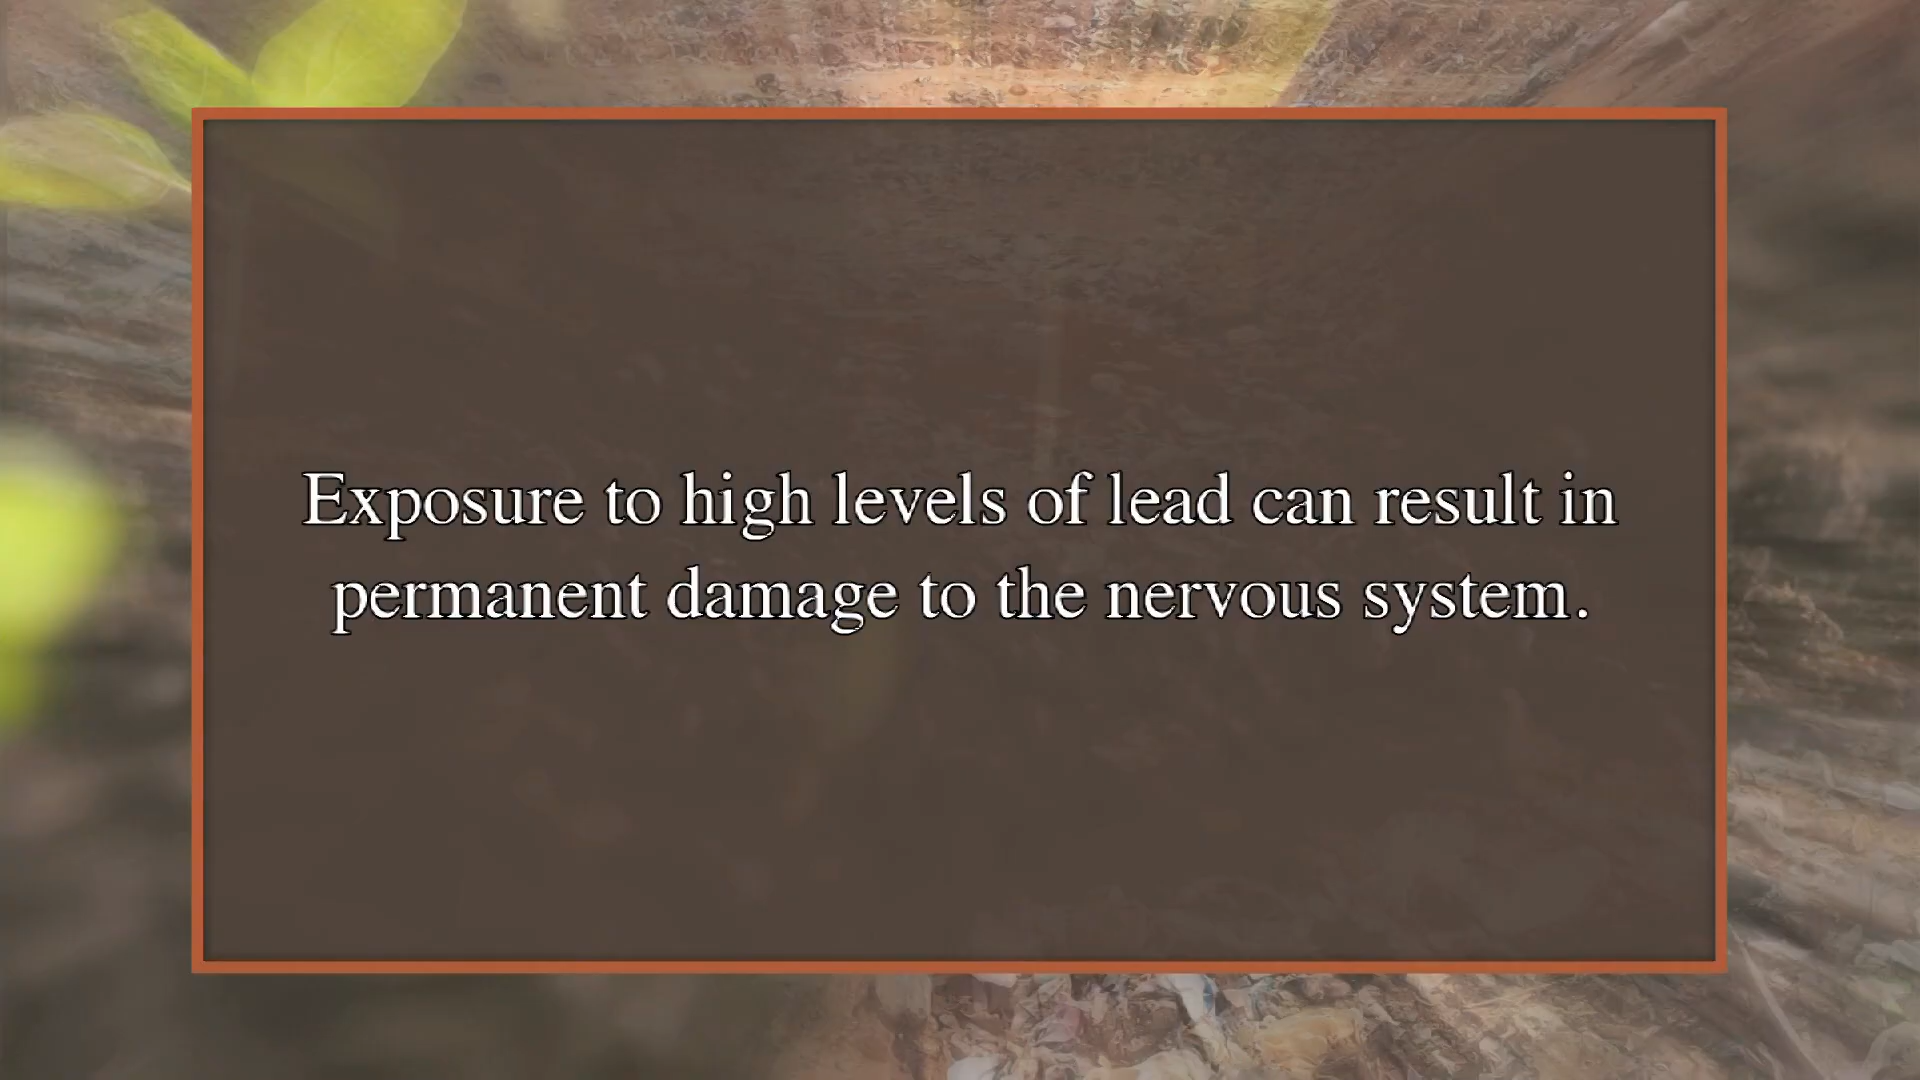 Exposure to high levels of lead can result in
permanent damage to the nervous system.